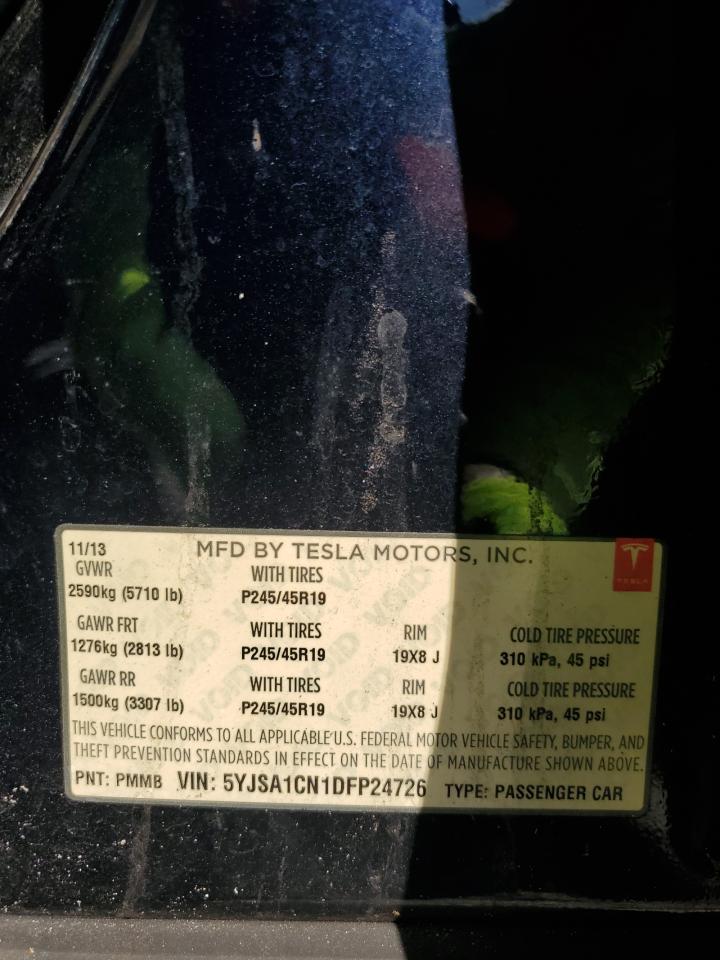 11/13 MFD BY TESLA MOTORS, INC.
TESLA
GVWR WITH TIRES
2590kg (5710 lb) P245/45R19
GAWR FRT WITH TIRES RIM COLD TIRE PRESSURE
1276kg (2813 lb) P245/45R19 19X8 J 310 kPa, 45 psi
GAWR RR WITH TIRES RIM COLD TIRE PRESSURE
1500kg (3307 lb) P245/45R19 19X8 J 310 kPa, 45 psi
THIS VEHICLE CONFORMS TO ALL APPLICABLE U.S. FEDERAL MOTOR VEHICLE SAFETY, BUMPER, AND
THEFT PREVENTION STANDARDS IN EFFECT ON THE DATE OF MANUFACTURE SHOWN ABOVE.
PNT: PMMB VIN: 5YJSA1CN1DFP24726 TYPE: PASSENGER CAR